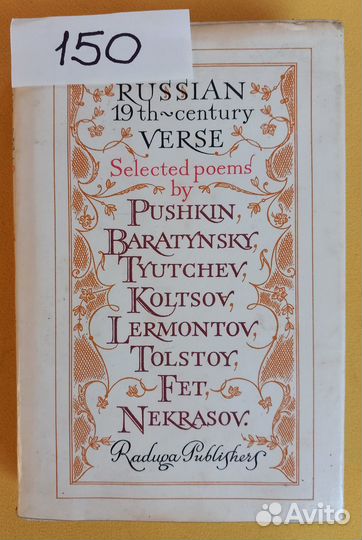 150
RUSSIAN
19th~century
VERSE
Selected poems
by
PUSHKIN,
BARATYNSKY,
TYUTCHEV,
KOLTSOV,
LERMONTOV,
TOLSTOY,
FET,
NEKRASOV.
Raduga Publishers
Avito